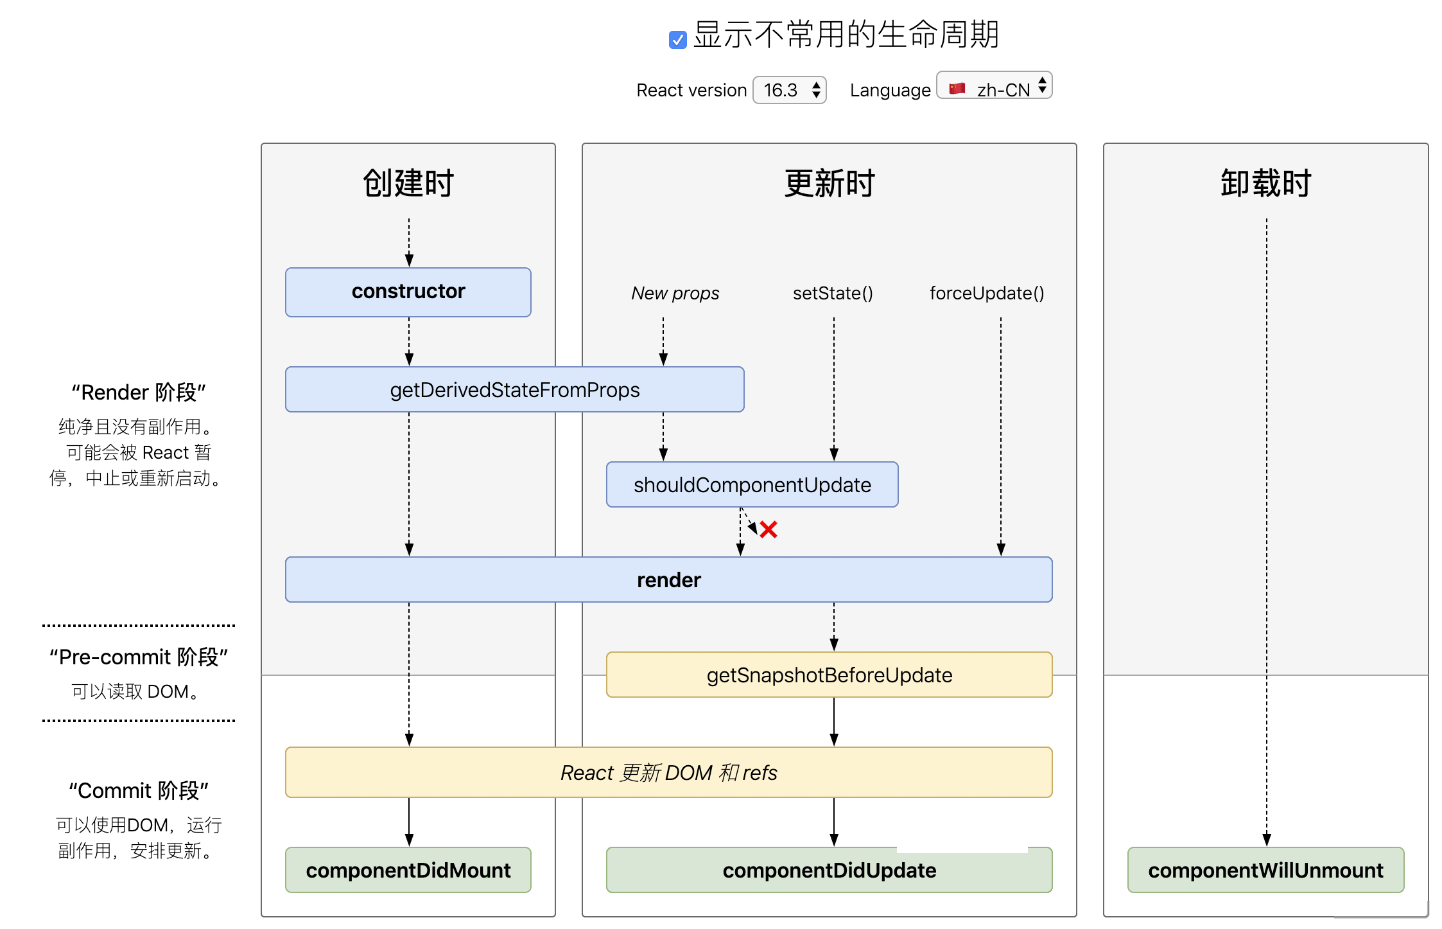 显示不常用的生命周期
React version 16.3 Language 🇨🇳 zh-CN
创建时
更新时
卸载时
constructor
New props
setState()
forceUpdate()
“Render 阶段”
纯净且没有副作用。
可能会被 React 暂
停，中止或重新启动。
getDerivedStateFromProps
shouldComponentUpdate
render
“Pre-commit 阶段”
可以读取 DOM。
getSnapshotBeforeUpdate
“Commit 阶段”
可以使用DOM，运行
副作用，安排更新。
React 更新 DOM 和 refs
componentDidMount
componentDidUpdate
componentWillUnmount